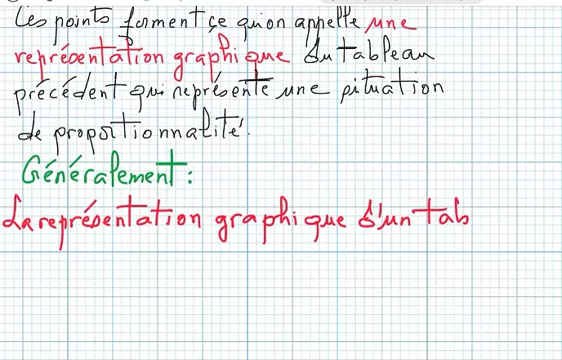 Les points forment ce qu'on appelle une
représentation graphique du tableau
précédent qui représente une situation
de proportionnalité.
Généralement:
La représentation graphique d'un tab